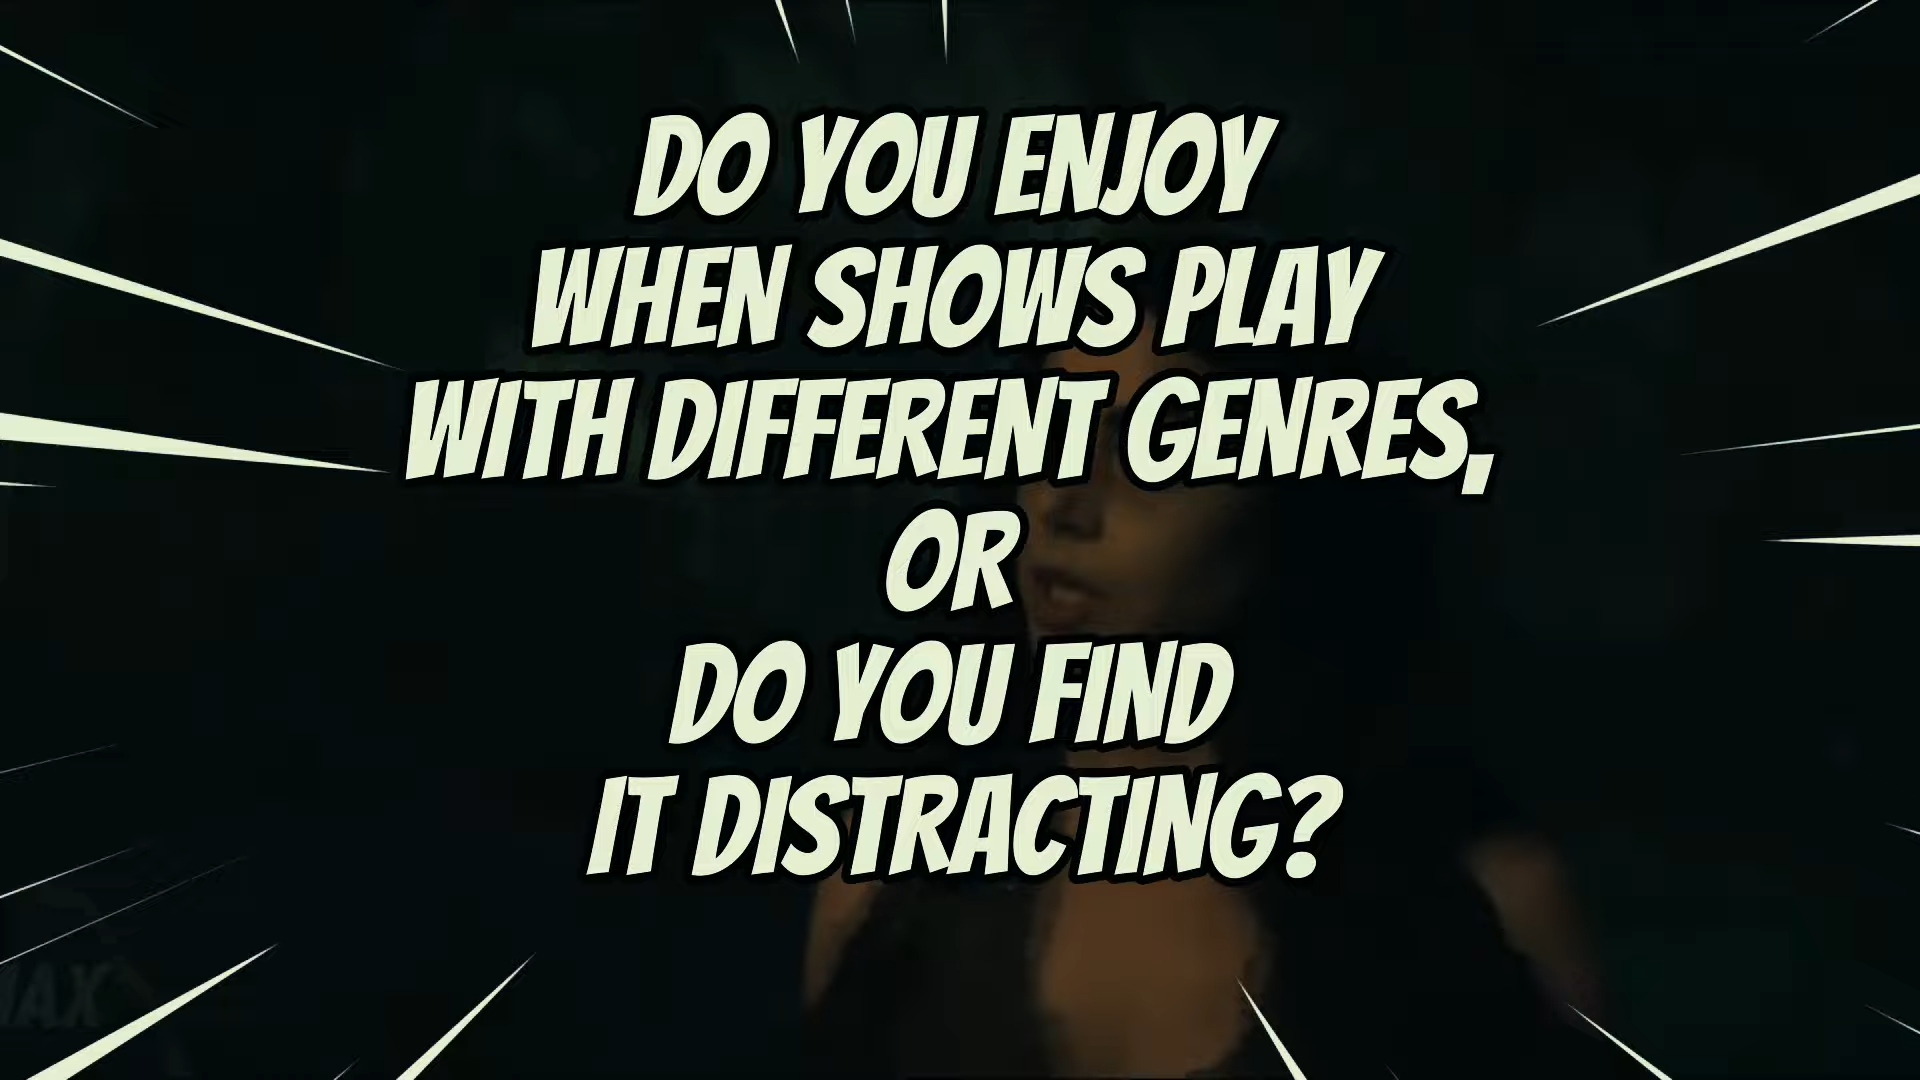 DO YOU ENJOY
WHEN SHOWS PLAY
WITH DIFFERENT GENRES,
OR
DO YOU FIND
IT DISTRACTING?